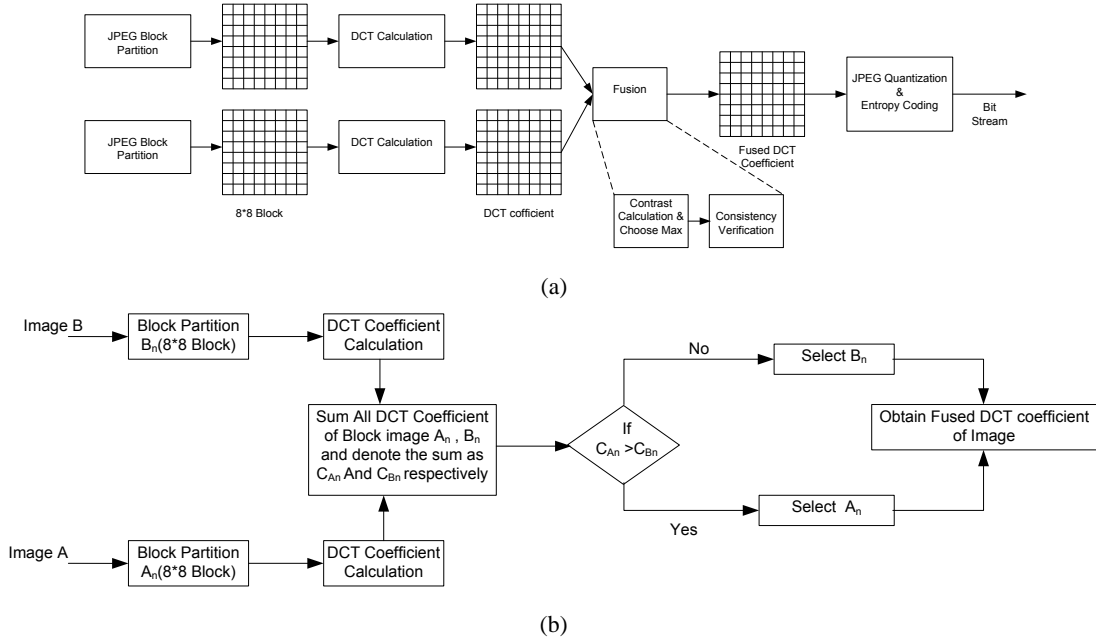 JPEG Block
Partition
DCT Calculation
JPEG Block
Partition
DCT Calculation
8*8 Block
DCT cofficient
Fusion
Fused DCT
Coefficient
JPEG Quantization
&
Entropy Coding
Bit
Stream
Contrast
Calculation &
Choose Max
Consistency
Verification
(a)
Image B
Block Partition
Bn(8*8 Block)
DCT Coefficient
Calculation
Sum All DCT Coefficient
of Block image An , Bn
and denote the sum as
CAn And CBn respectively
Image A
Block Partition
An(8*8 Block)
DCT Coefficient
Calculation
If
CAn >CBn
No
Select Bn
Yes
Select An
Obtain Fused DCT coefficient
of Image
(b)